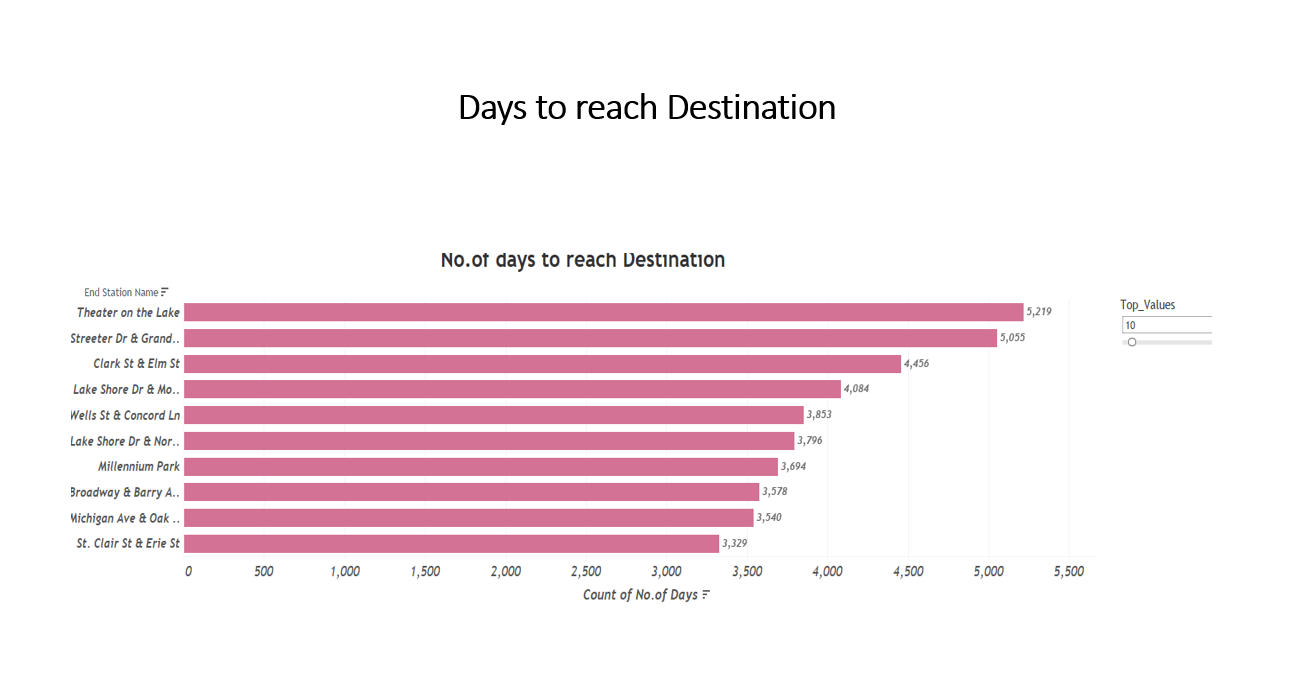 Days to reach Destination
No.of days to reach Destination
End Station Name
Theater on the Lake 5,219
Streeter Dr & Grand.. 5,055
Clark St & Elm St 4,456
Lake Shore Dr & Mo.. 4,084
Wells St & Concord Ln 3,853
Lake Shore Dr & Nor.. 3,796
Millennium Park 3,694
Broadway & Barry A.. 3,578
Michigan Ave & Oak .. 3,540
St. Clair St & Erie St 3,329
0 500 1,000 1,500 2,000 2,500 3,000 3,500 4,000 4,500 5,000 5,500
Count of No.of Days
Top_Values
10